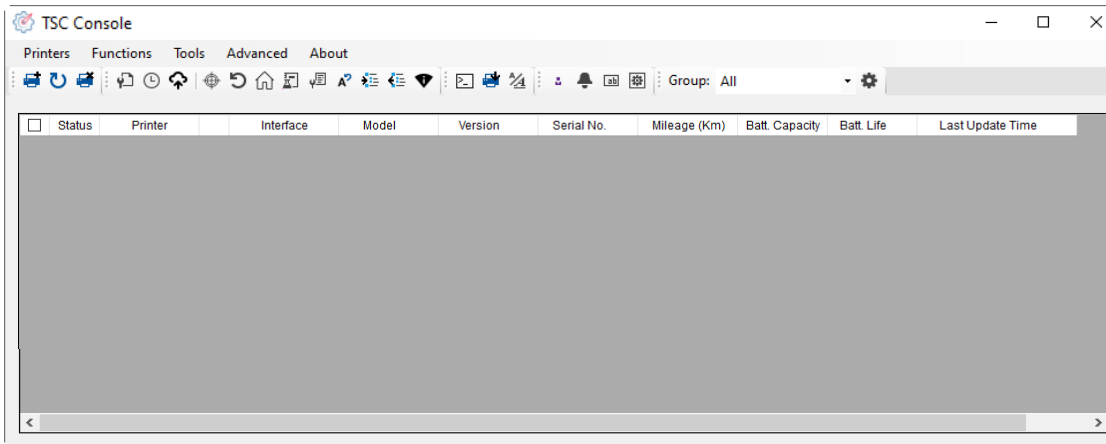 TSC Console
Printers Functions Tools Advanced About
Group: All
Status Printer Interface Model Version Serial No. Mileage (Km) Batt. Capacity Batt. Life Last Update Time